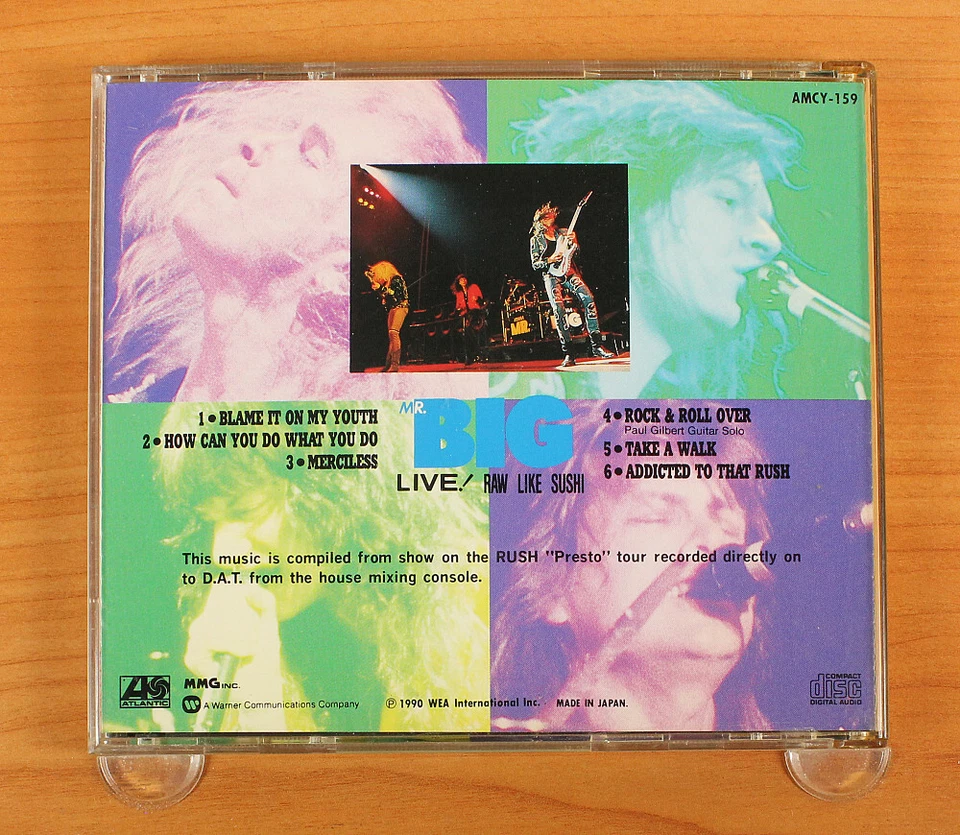 AMCY-159
MR.
BIG
MR.
BIG
LIVE! RAW LIKE SUSHI
1•BLAME IT ON MY YOUTH
2•HOW CAN YOU DO WHAT YOU DO
3•MERCILESS
4•ROCK & ROLL OVER
Paul Gilbert Guitar Solo
5•TAKE A WALK
6•ADDICTED TO THAT RUSH
This music is compiled from show on the RUSH "Presto" tour recorded directly on
to D.A.T. from the house mixing console.
ATLANTIC
MMG INC.
A Warner Communications Company
℗ 1990 WEA International Inc. MADE IN JAPAN.
COMPACT
disc
DIGITAL AUDIO